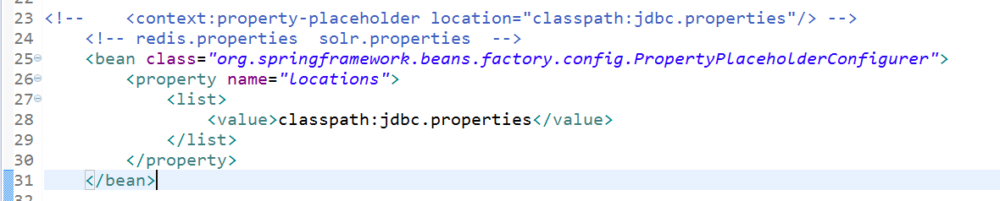 22
23 <!--    <context:property-placeholder location="classpath:jdbc.properties"/> -->
24     <!-- redis.properties  solr.properties  -->
25     <bean class="org.springframework.beans.factory.config.PropertyPlaceholderConfigurer">
26         <property name="locations">
27             <list>
28                 <value>classpath:jdbc.properties</value>
29             </list>
30         </property>
31     </bean>
32